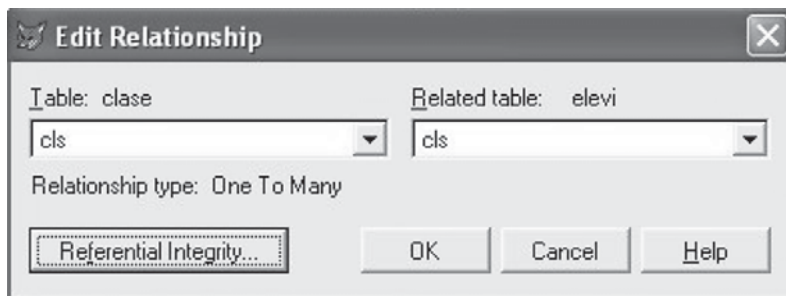 Edit Relationship
Table: clase
Related table: elevi
cls
cls
Relationship type: One To Many
Referential Integrity...
OK
Cancel
Help